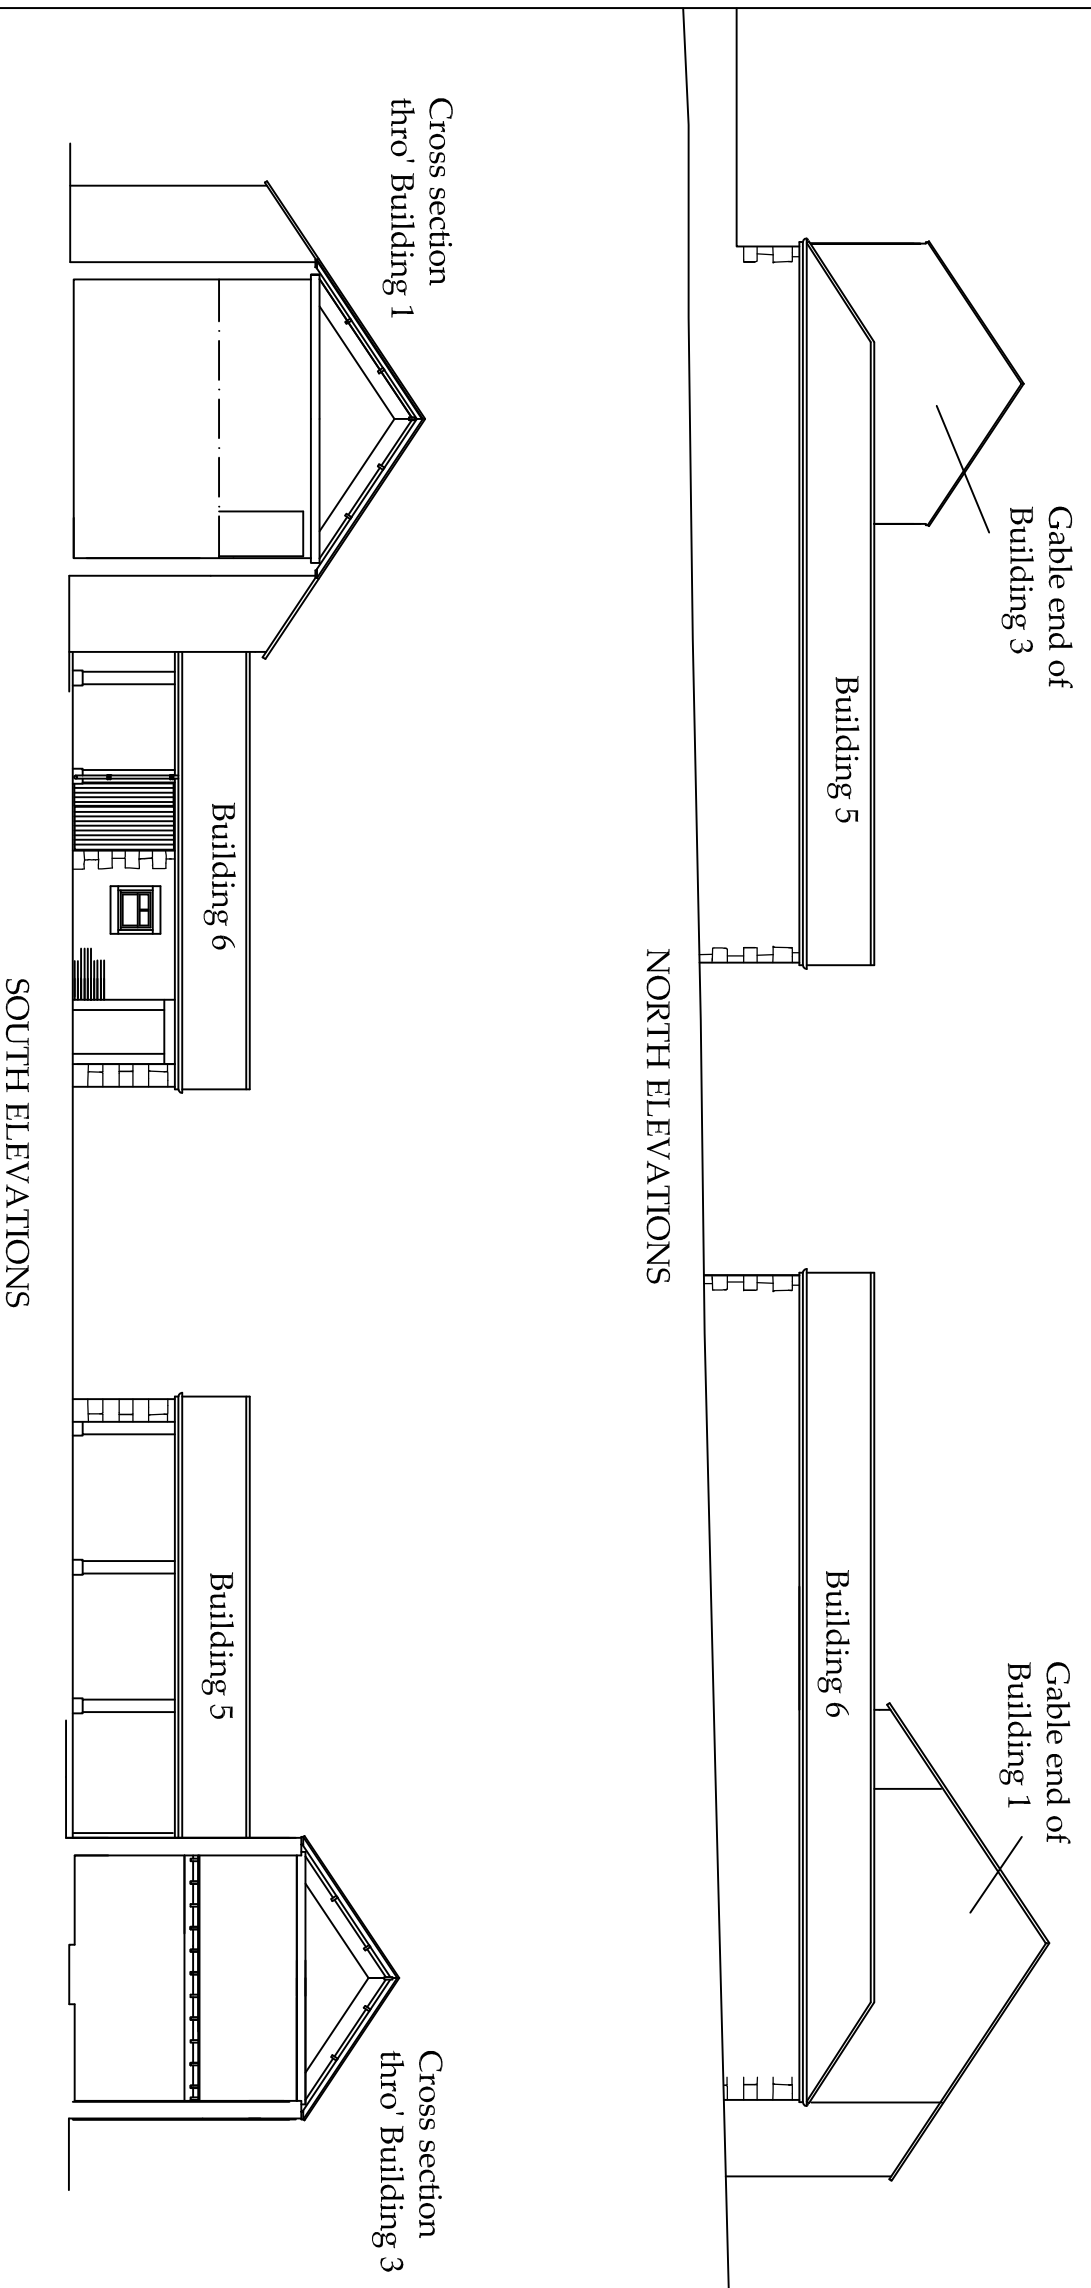 Gable end of
Building 3
Building 5
Gable end of
Building 1
Building 6
NORTH ELEVATIONS
Cross section
thro' Building 1
Building 6
Building 5
Cross section
thro' Building 3
SOUTH ELEVATIONS